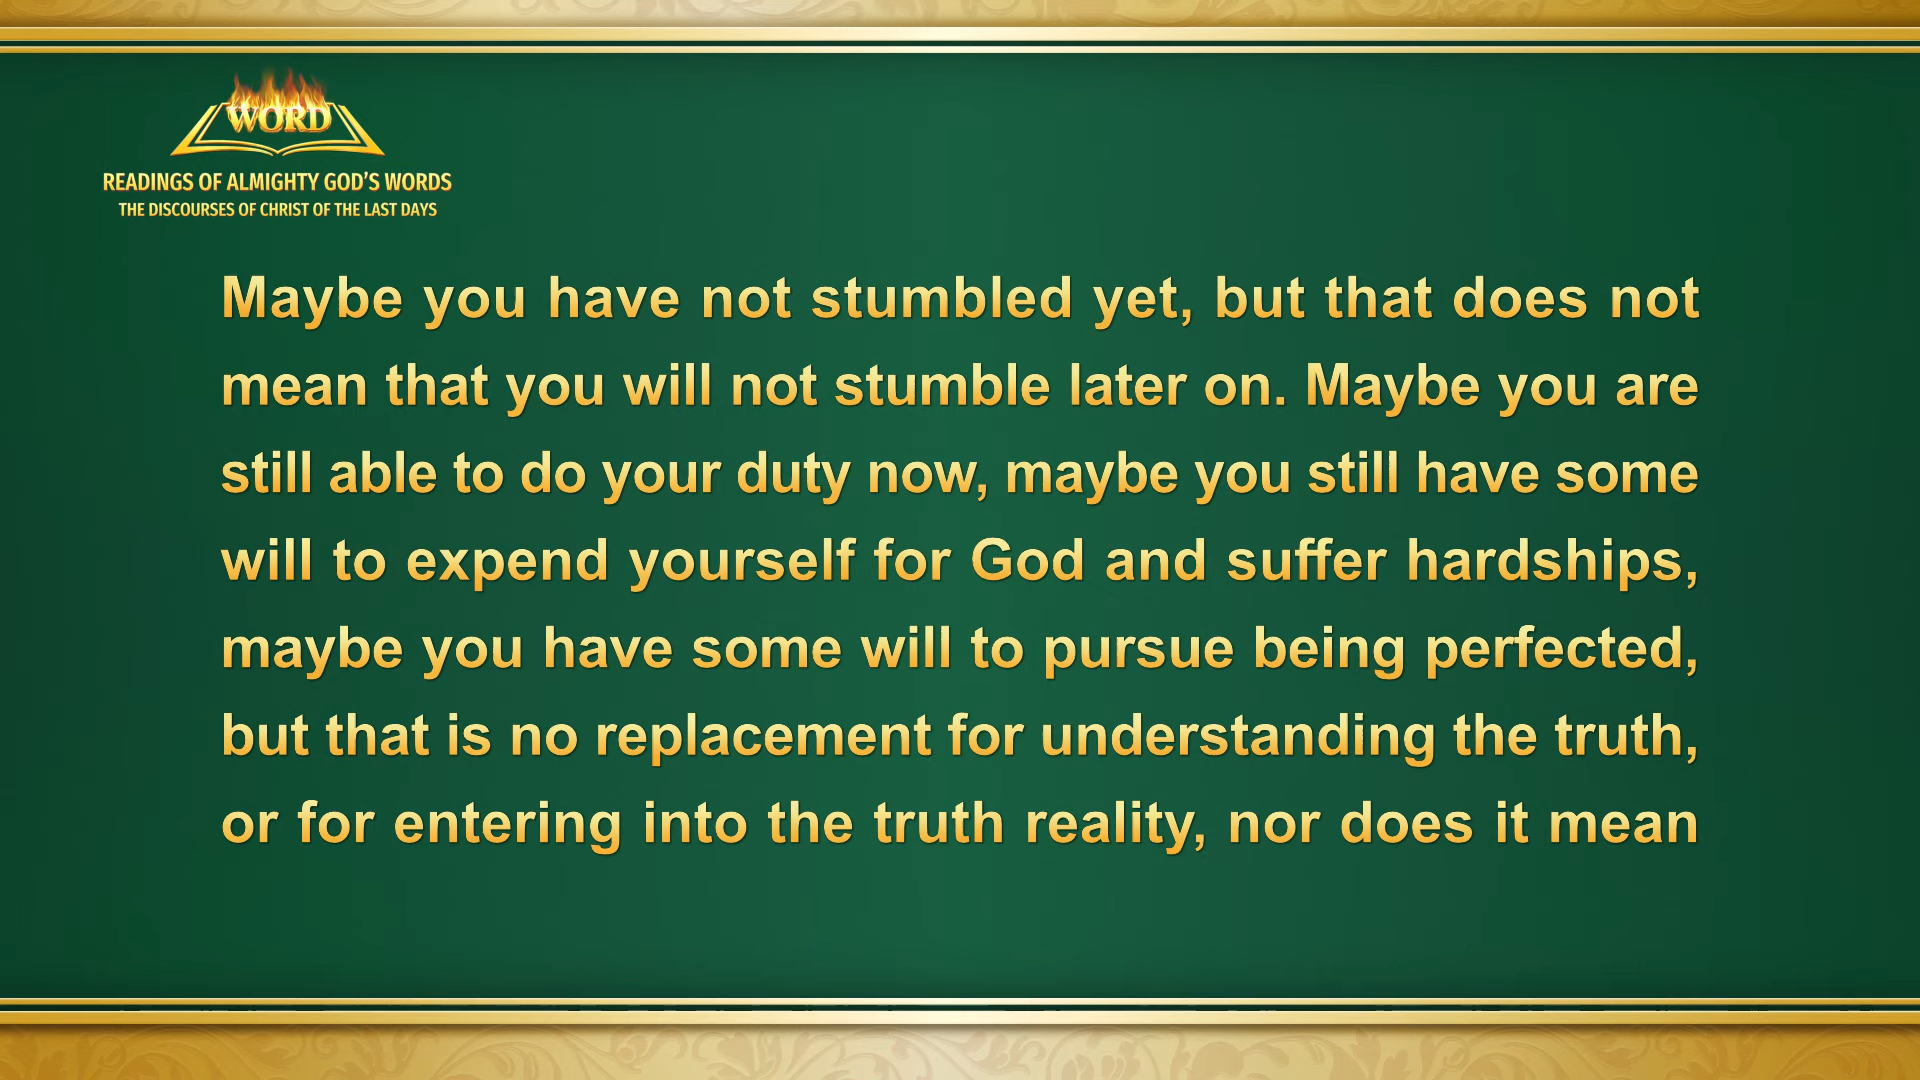 WORD
READINGS OF ALMIGHTY GOD'S WORDS
THE DISCOURSES OF CHRIST OF THE LAST DAYS
Maybe you have not stumbled yet, but that does not
mean that you will not stumble later on. Maybe you are
still able to do your duty now, maybe you still have some
will to expend yourself for God and suffer hardships,
maybe you have some will to pursue being perfected,
but that is no replacement for understanding the truth,
or for entering into the truth reality, nor does it mean